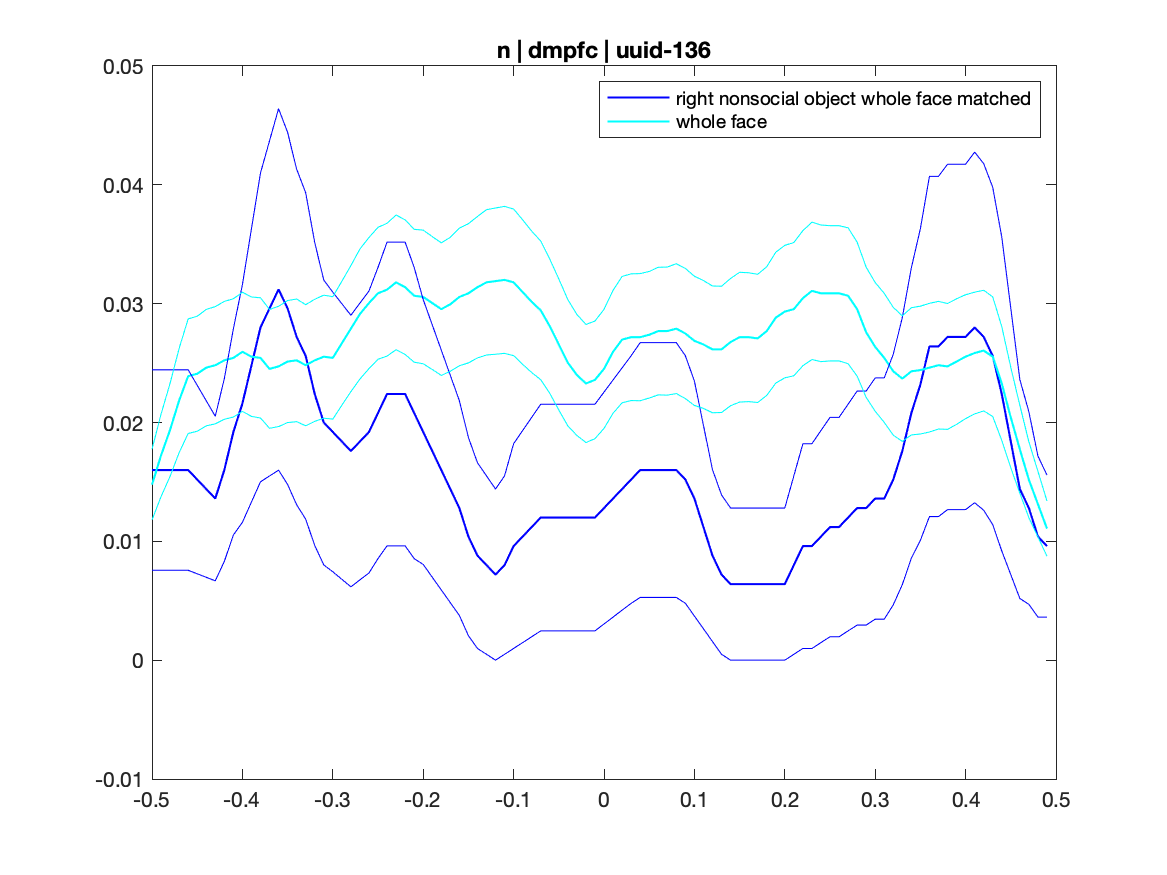 n | dmpfc | uuid-136
right nonsocial object whole face matched
whole face
0.05
0.04
0.03
0.02
0.01
0
-0.01
-0.5 -0.4 -0.3 -0.2 -0.1 0 0.1 0.2 0.3 0.4 0.5